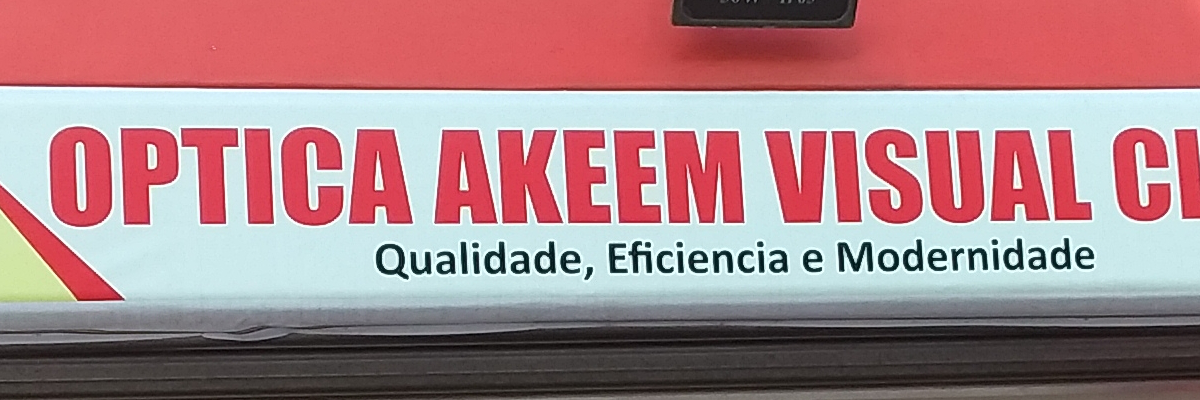 OPTICA AKEEM VISUAL
Qualidade, Eficiencia e Modernidade